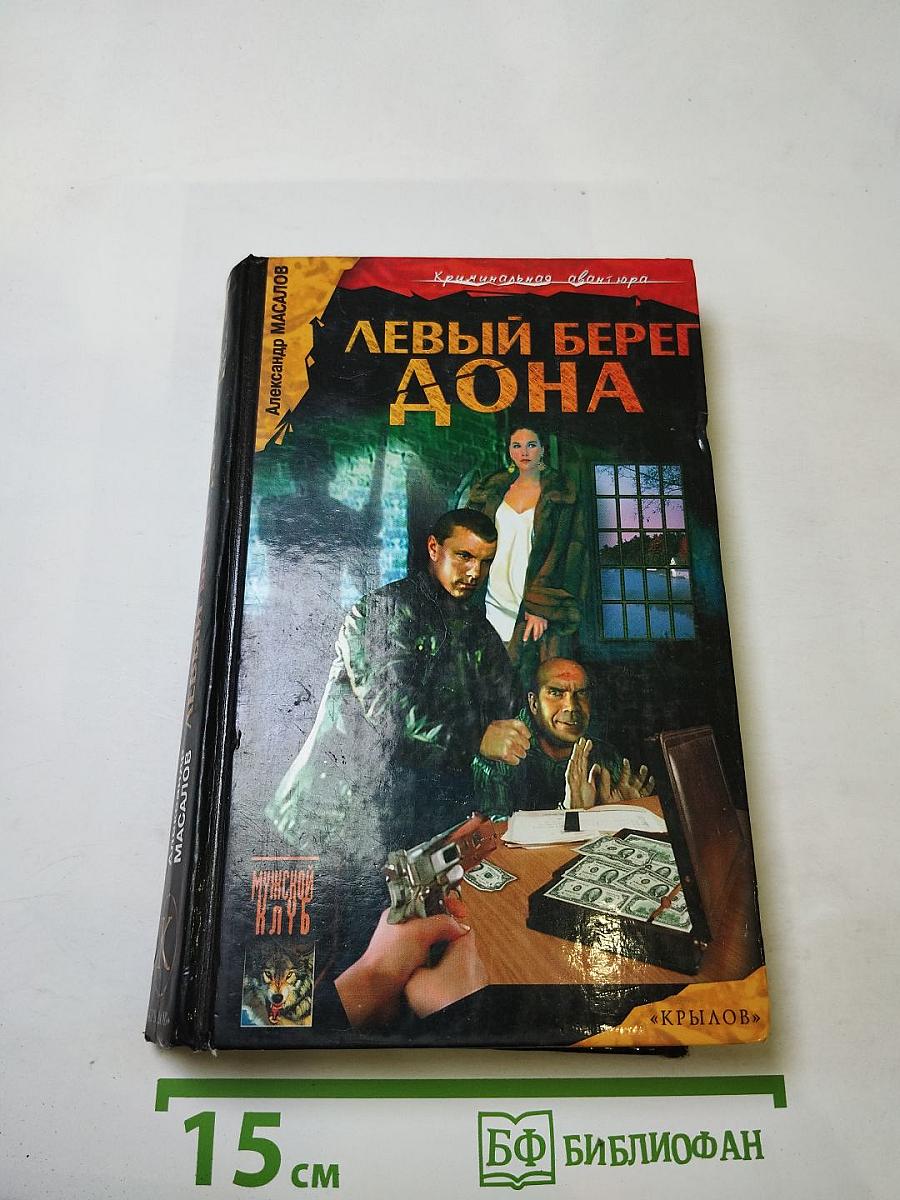 Александр МАСАЛОВ
Криминальная авантюра
ЛЕВЫЙ БЕРЕГ
ДОНА
МУЖСКОЙ
КЛУБ
«КРЫЛОВ»
МАСАЛОВ
15 см
БФ БИБЛИОФАН